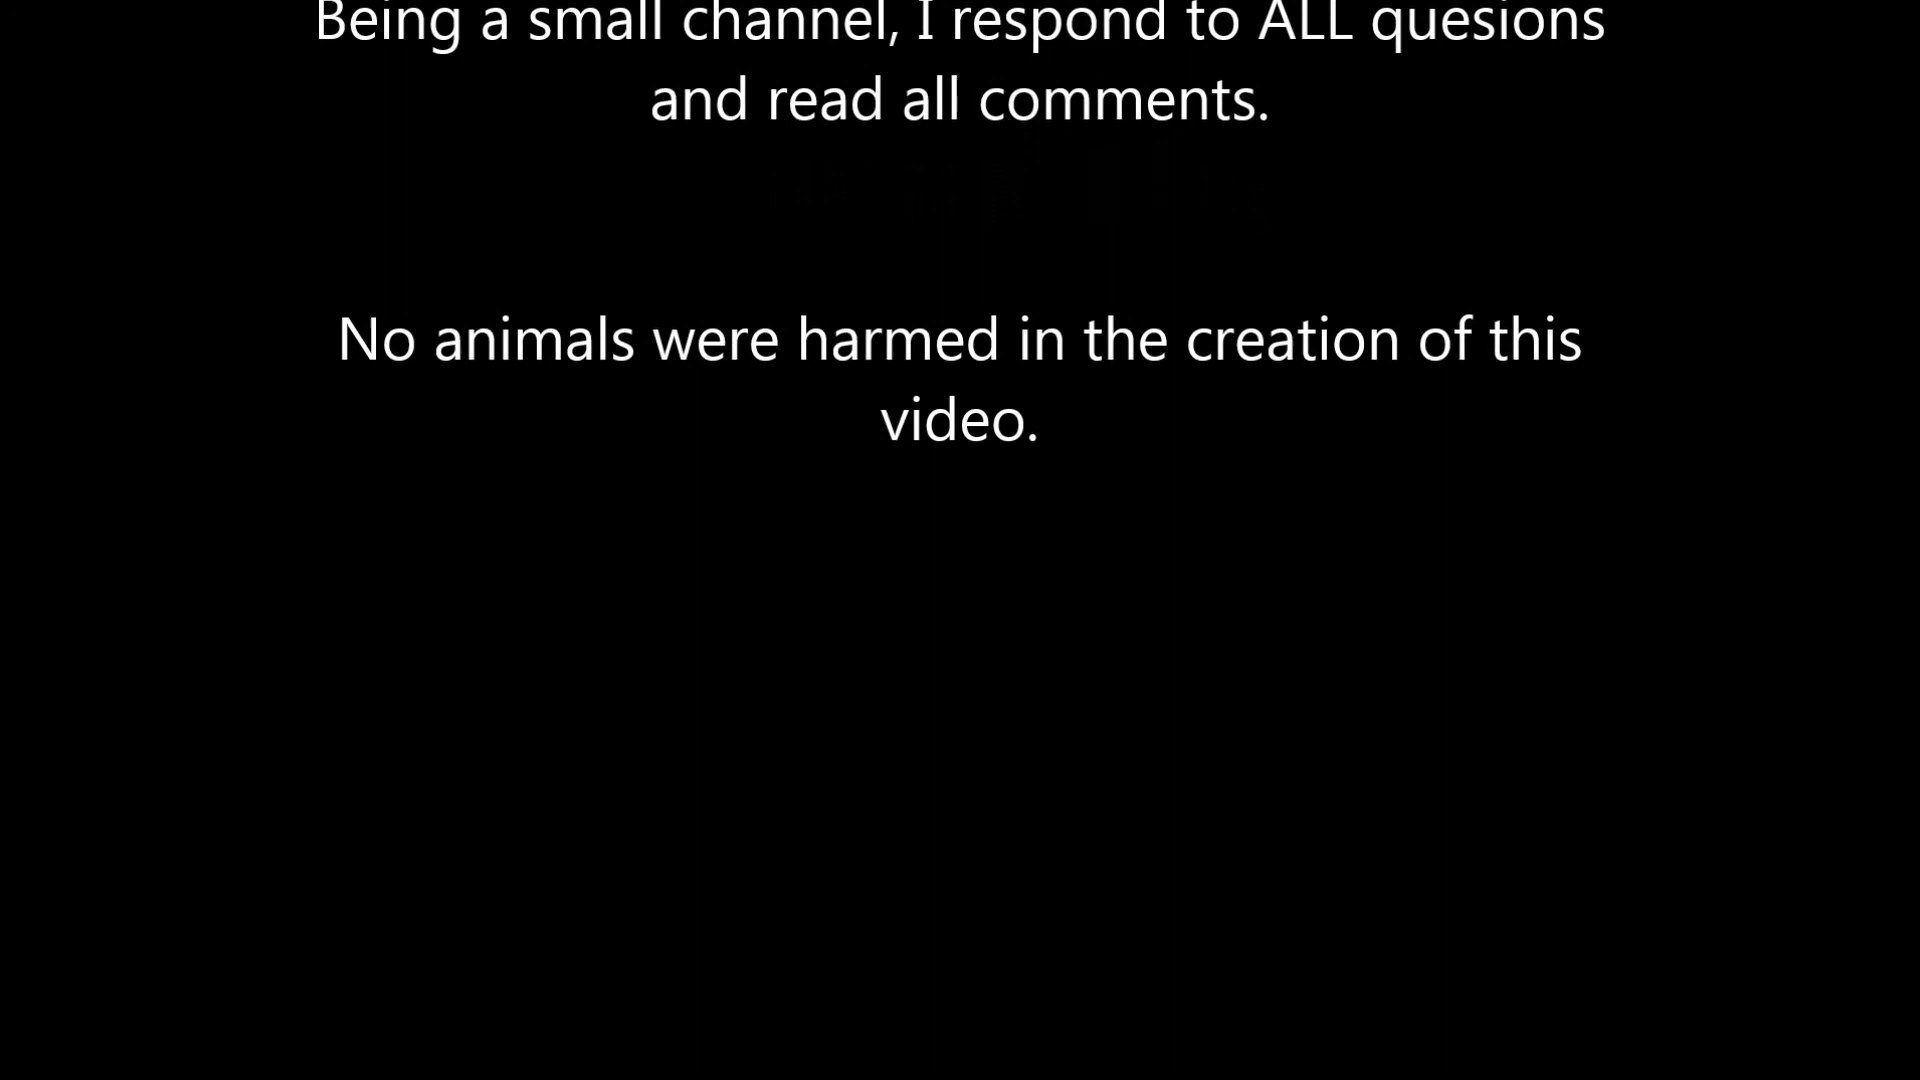 Being a small channel, I respond to ALL quesions
and read all comments.
No animals were harmed in the creation of this
video.